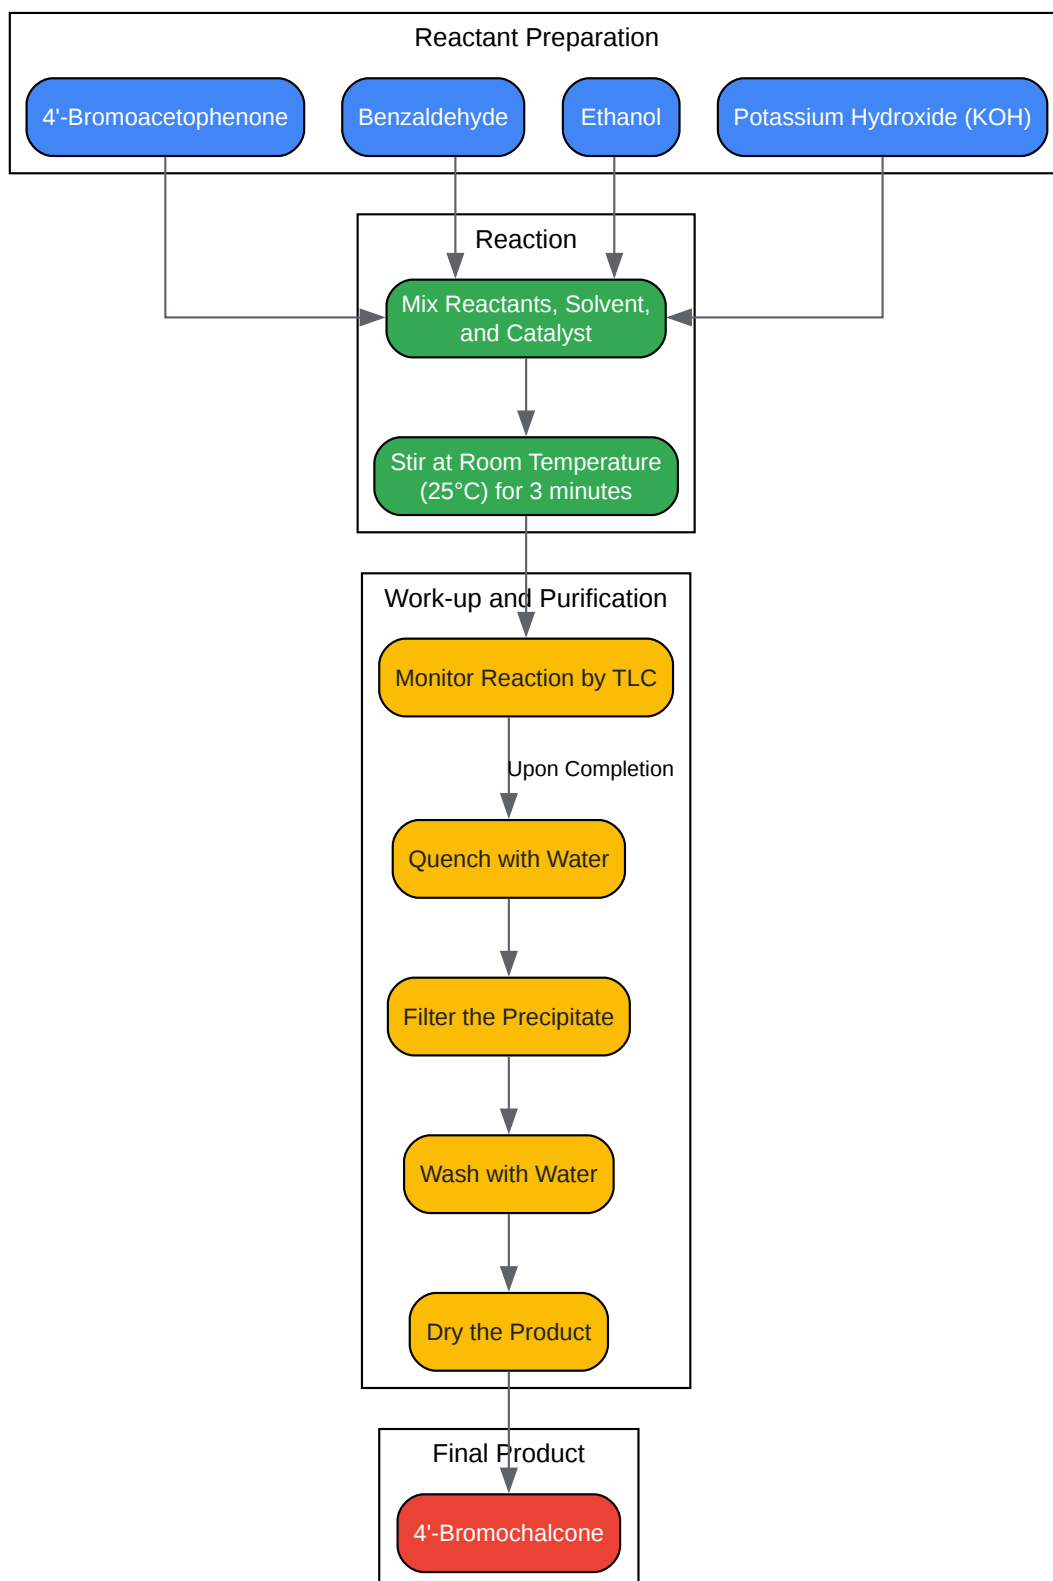 Reactant Preparation
4'-Bromoacetophenone
Benzaldehyde
Ethanol
Potassium Hydroxide (KOH)
Reaction
Mix Reactants, Solvent,
and Catalyst
Stir at Room Temperature
(25°C) for 3 minutes
Work-up and Purification
Monitor Reaction by TLC
Upon Completion
Quench with Water
Filter the Precipitate
Wash with Water
Dry the Product
Final Product
4'-Bromochalcone